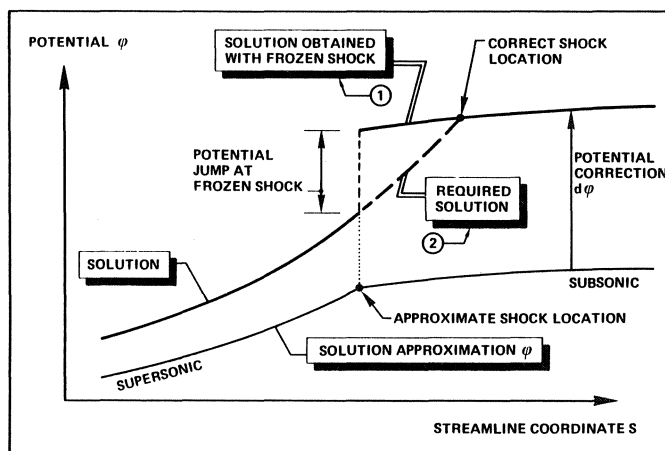 POTENTIAL φ
SOLUTION OBTAINED
WITH FROZEN SHOCK
1
CORRECT SHOCK
LOCATION
POTENTIAL
JUMP AT
FROZEN SHOCK
POTENTIAL
CORRECTION
dφ
REQUIRED
SOLUTION
2
SOLUTION
SUBSONIC
APPROXIMATE SHOCK LOCATION
SOLUTION APPROXIMATION φ
SUPERSONIC
STREAMLINE COORDINATE S